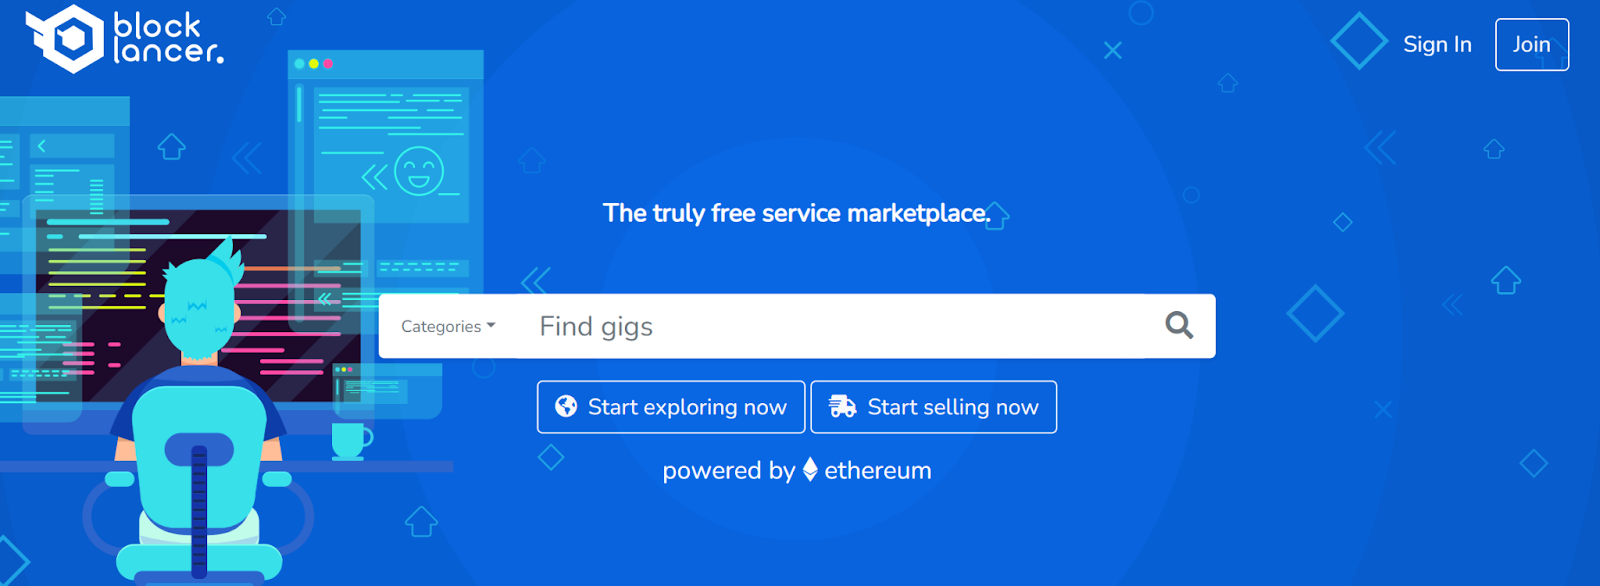 block
lancer.
Sign In
Join
The truly free service marketplace.
Categories
Find gigs
Start exploring now
Start selling now
powered by ethereum